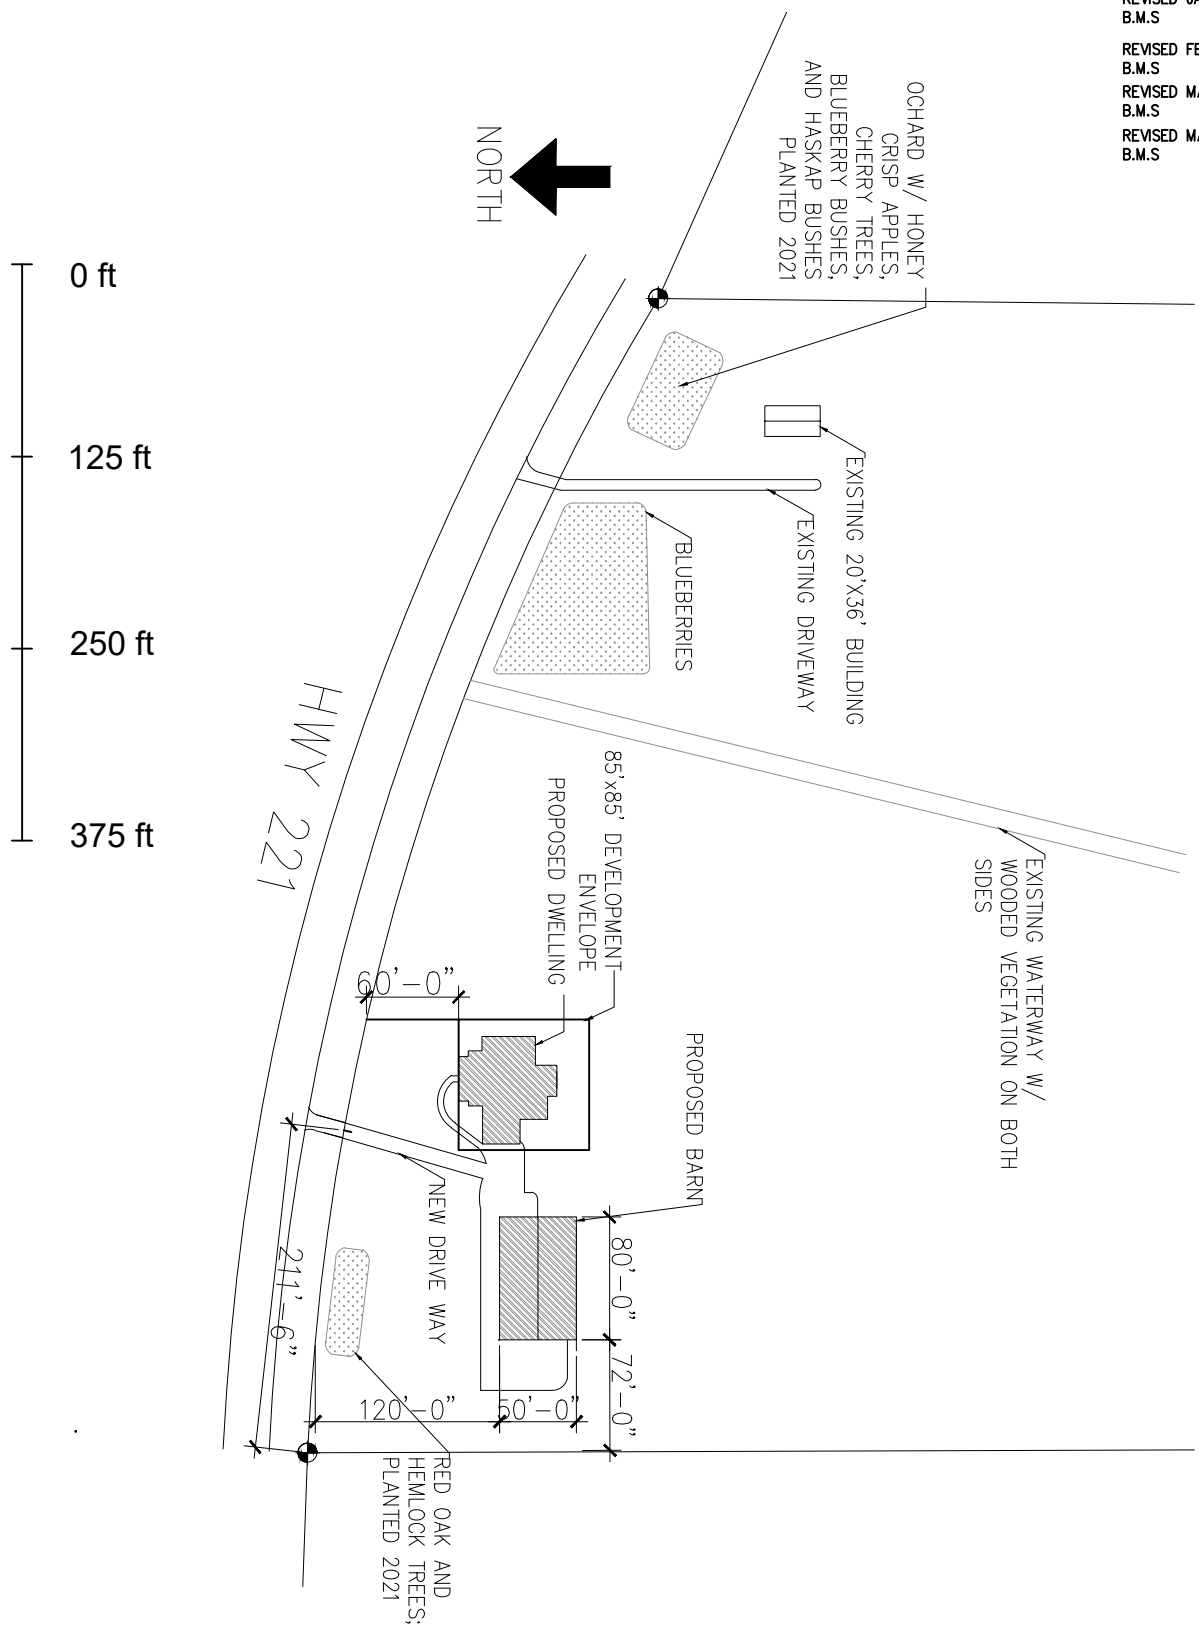 REVISED
B.M.S
REVISED
B.M.S
REVISED
B.M.S
REVISED
B.M.S
OCHARD W/ HONEY
CRISP APPLES,
CHERRY TREES,
BLUEBERRY BUSHES,
AND HASKAP BUSHES
PLANTED 2021
NORTH
0 ft
125 ft
250 ft
375 ft
EXISTING 20'X36' BUILDING
EXISTING DRIVEWAY
BLUEBERRIES
HWY 221
EXISTING WATERWAY W/
WOODED VEGETATION ON BOTH
SIDES
85'x85' DEVELOPMENT
ENVELOPE
PROPOSED DWELLING
60'-0"
PROPOSED BARN
NEW DRIVE WAY
211'-6"
80'-0"
72'-0"
120'-0"
50'-0"
RED OAK AND
HEMLOCK TREES;
PLANTED 2021